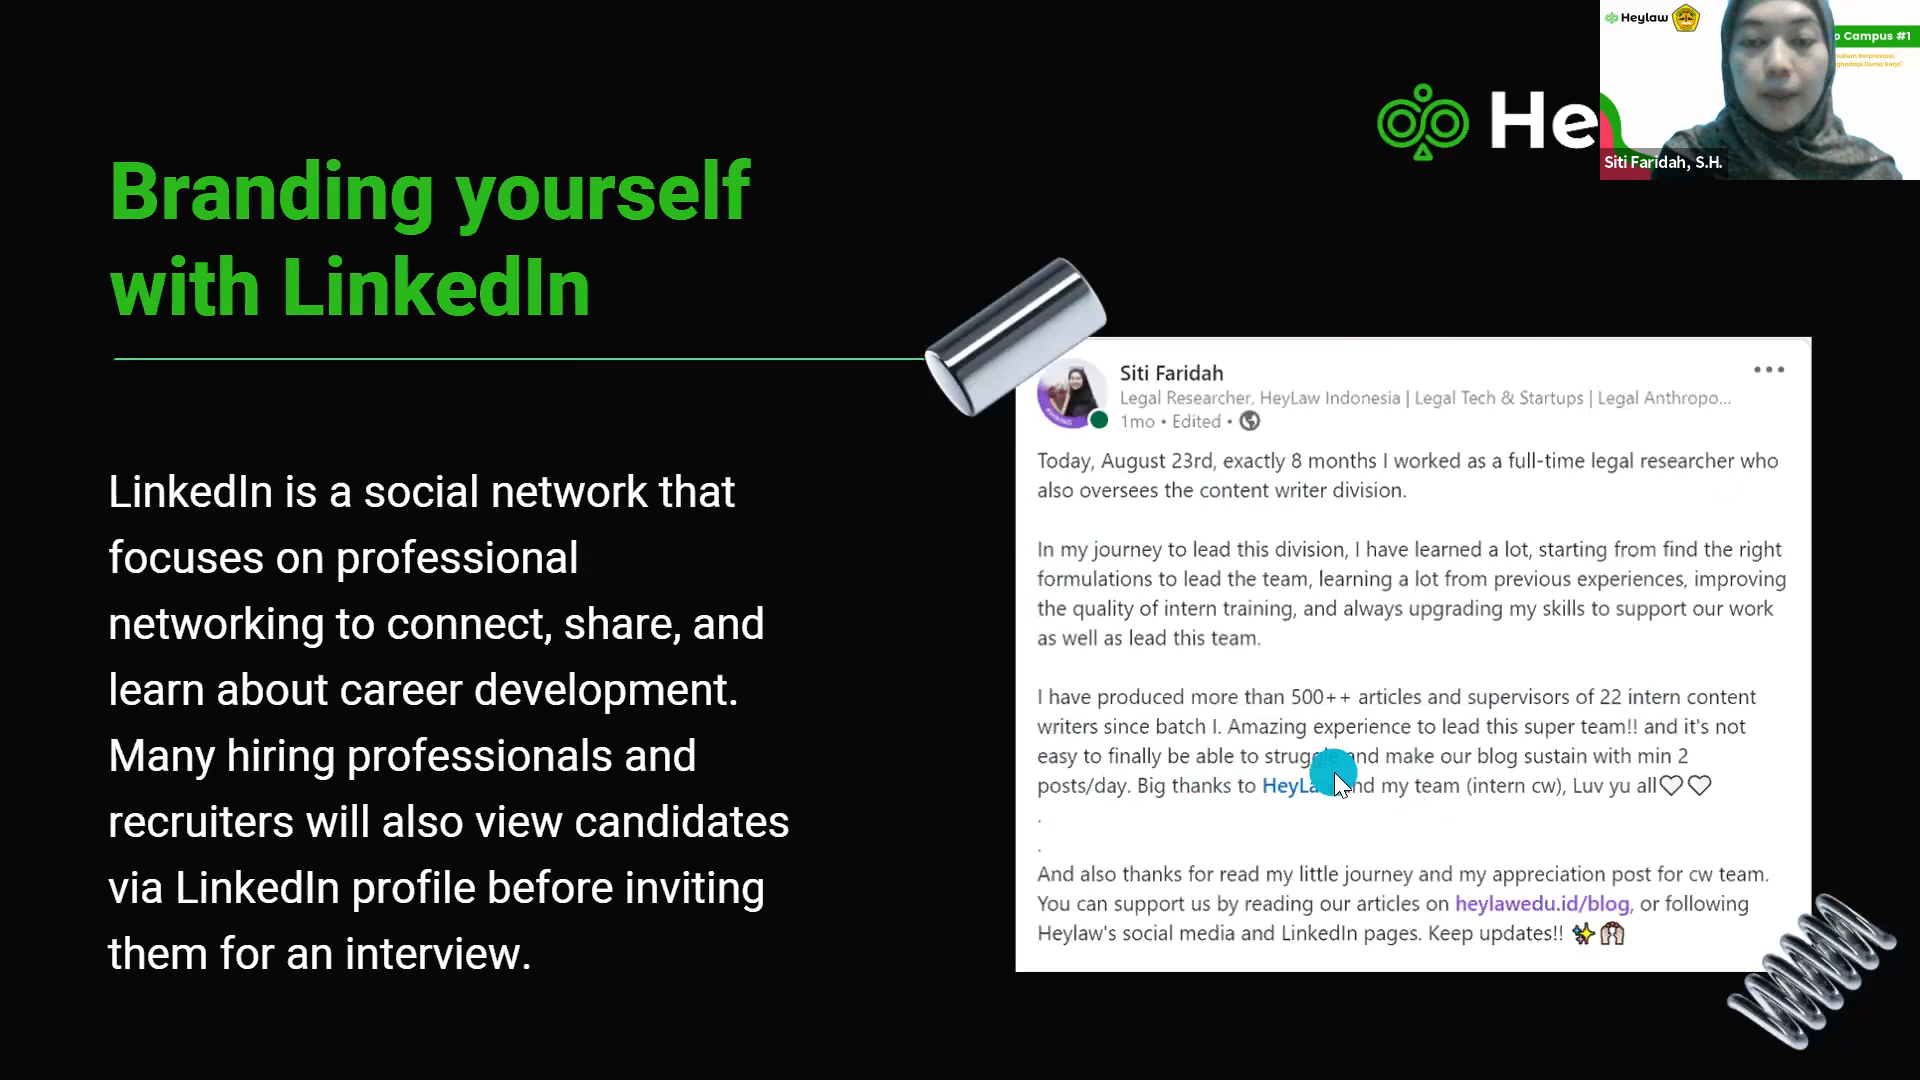 Heylaw
o Campus #1
He
Siti Faridah, S.H.
Branding yourself
with LinkedIn
LinkedIn is a social network that
focuses on professional
networking to connect, share, and
learn about career development.
Many hiring professionals and
recruiters will also view candidates
via LinkedIn profile before inviting
them for an interview.
Siti Faridah
Legal Researcher, HeyLaw Indonesia | Legal Tech & Startups | Legal Anthropo...
1mo • Edited •
Today, August 23rd, exactly 8 months I worked as a full-time legal researcher who
also oversees the content writer division.
In my journey to lead this division, I have learned a lot, starting from find the right
formulations to lead the team, learning a lot from previous experiences, improving
the quality of intern training, and always upgrading my skills to support our work
as well as lead this team.
I have produced more than 500++ articles and supervisors of 22 intern content
writers since batch I. Amazing experience to lead this super team!! and it's not
easy to finally be able to struggle and make our blog sustain with min 2
posts/day. Big thanks to HeyLa nd my team (intern cw), Luv yu all♡♡
.
.
And also thanks for read my little journey and my appreciation post for cw team.
You can support us by reading our articles on heylawedu.id/blog, or following
Heylaw's social media and LinkedIn pages. Keep updates!! ✨🙌